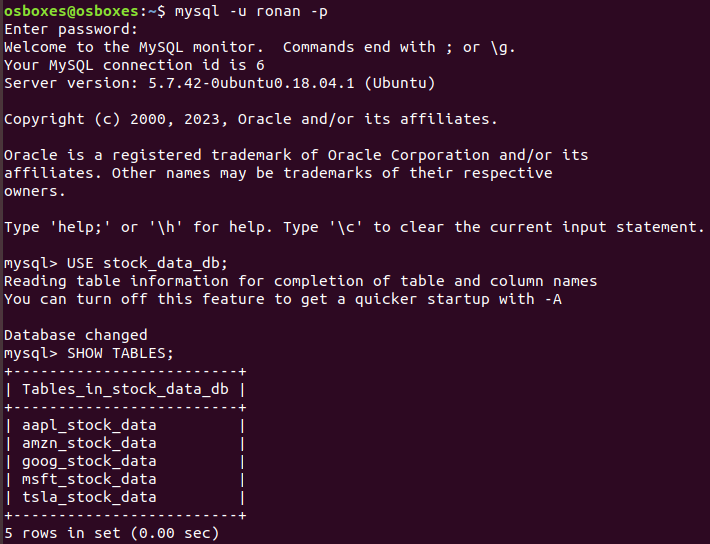 osboxes@osboxes:~$ mysql -u ronan -p
Enter password:
Welcome to the MySQL monitor.  Commands end with ; or \g.
Your MySQL connection id is 6
Server version: 5.7.42-0ubuntu0.18.04.1 (Ubuntu)

Copyright (c) 2000, 2023, Oracle and/or its affiliates.

Oracle is a registered trademark of Oracle Corporation and/or its
affiliates. Other names may be trademarks of their respective
owners.

Type 'help;' or '\h' for help. Type '\c' to clear the current input statement.

mysql> USE stock_data_db;
Reading table information for completion of table and column names
You can turn off this feature to get a quicker startup with -A

Database changed
mysql> SHOW TABLES;
+-------------------------+
| Tables_in_stock_data_db |
+-------------------------+
| aapl_stock_data         |
| amzn_stock_data         |
| goog_stock_data         |
| msft_stock_data         |
| tsla_stock_data         |
+-------------------------+
5 rows in set (0.00 sec)